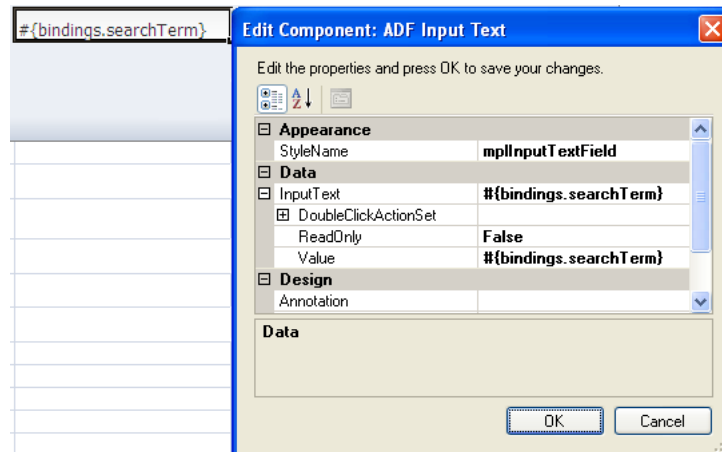 #{bindings.searchTerm}
Edit Component: ADF Input Text
Edit the properties and press OK to save your changes.
Appearance
StyleName mplInputTextField
Data
InputText #{bindings.searchTerm}
DoubleClickActionSet
ReadOnly False
Value #{bindings.searchTerm}
Design
Annotation
Data
OK Cancel